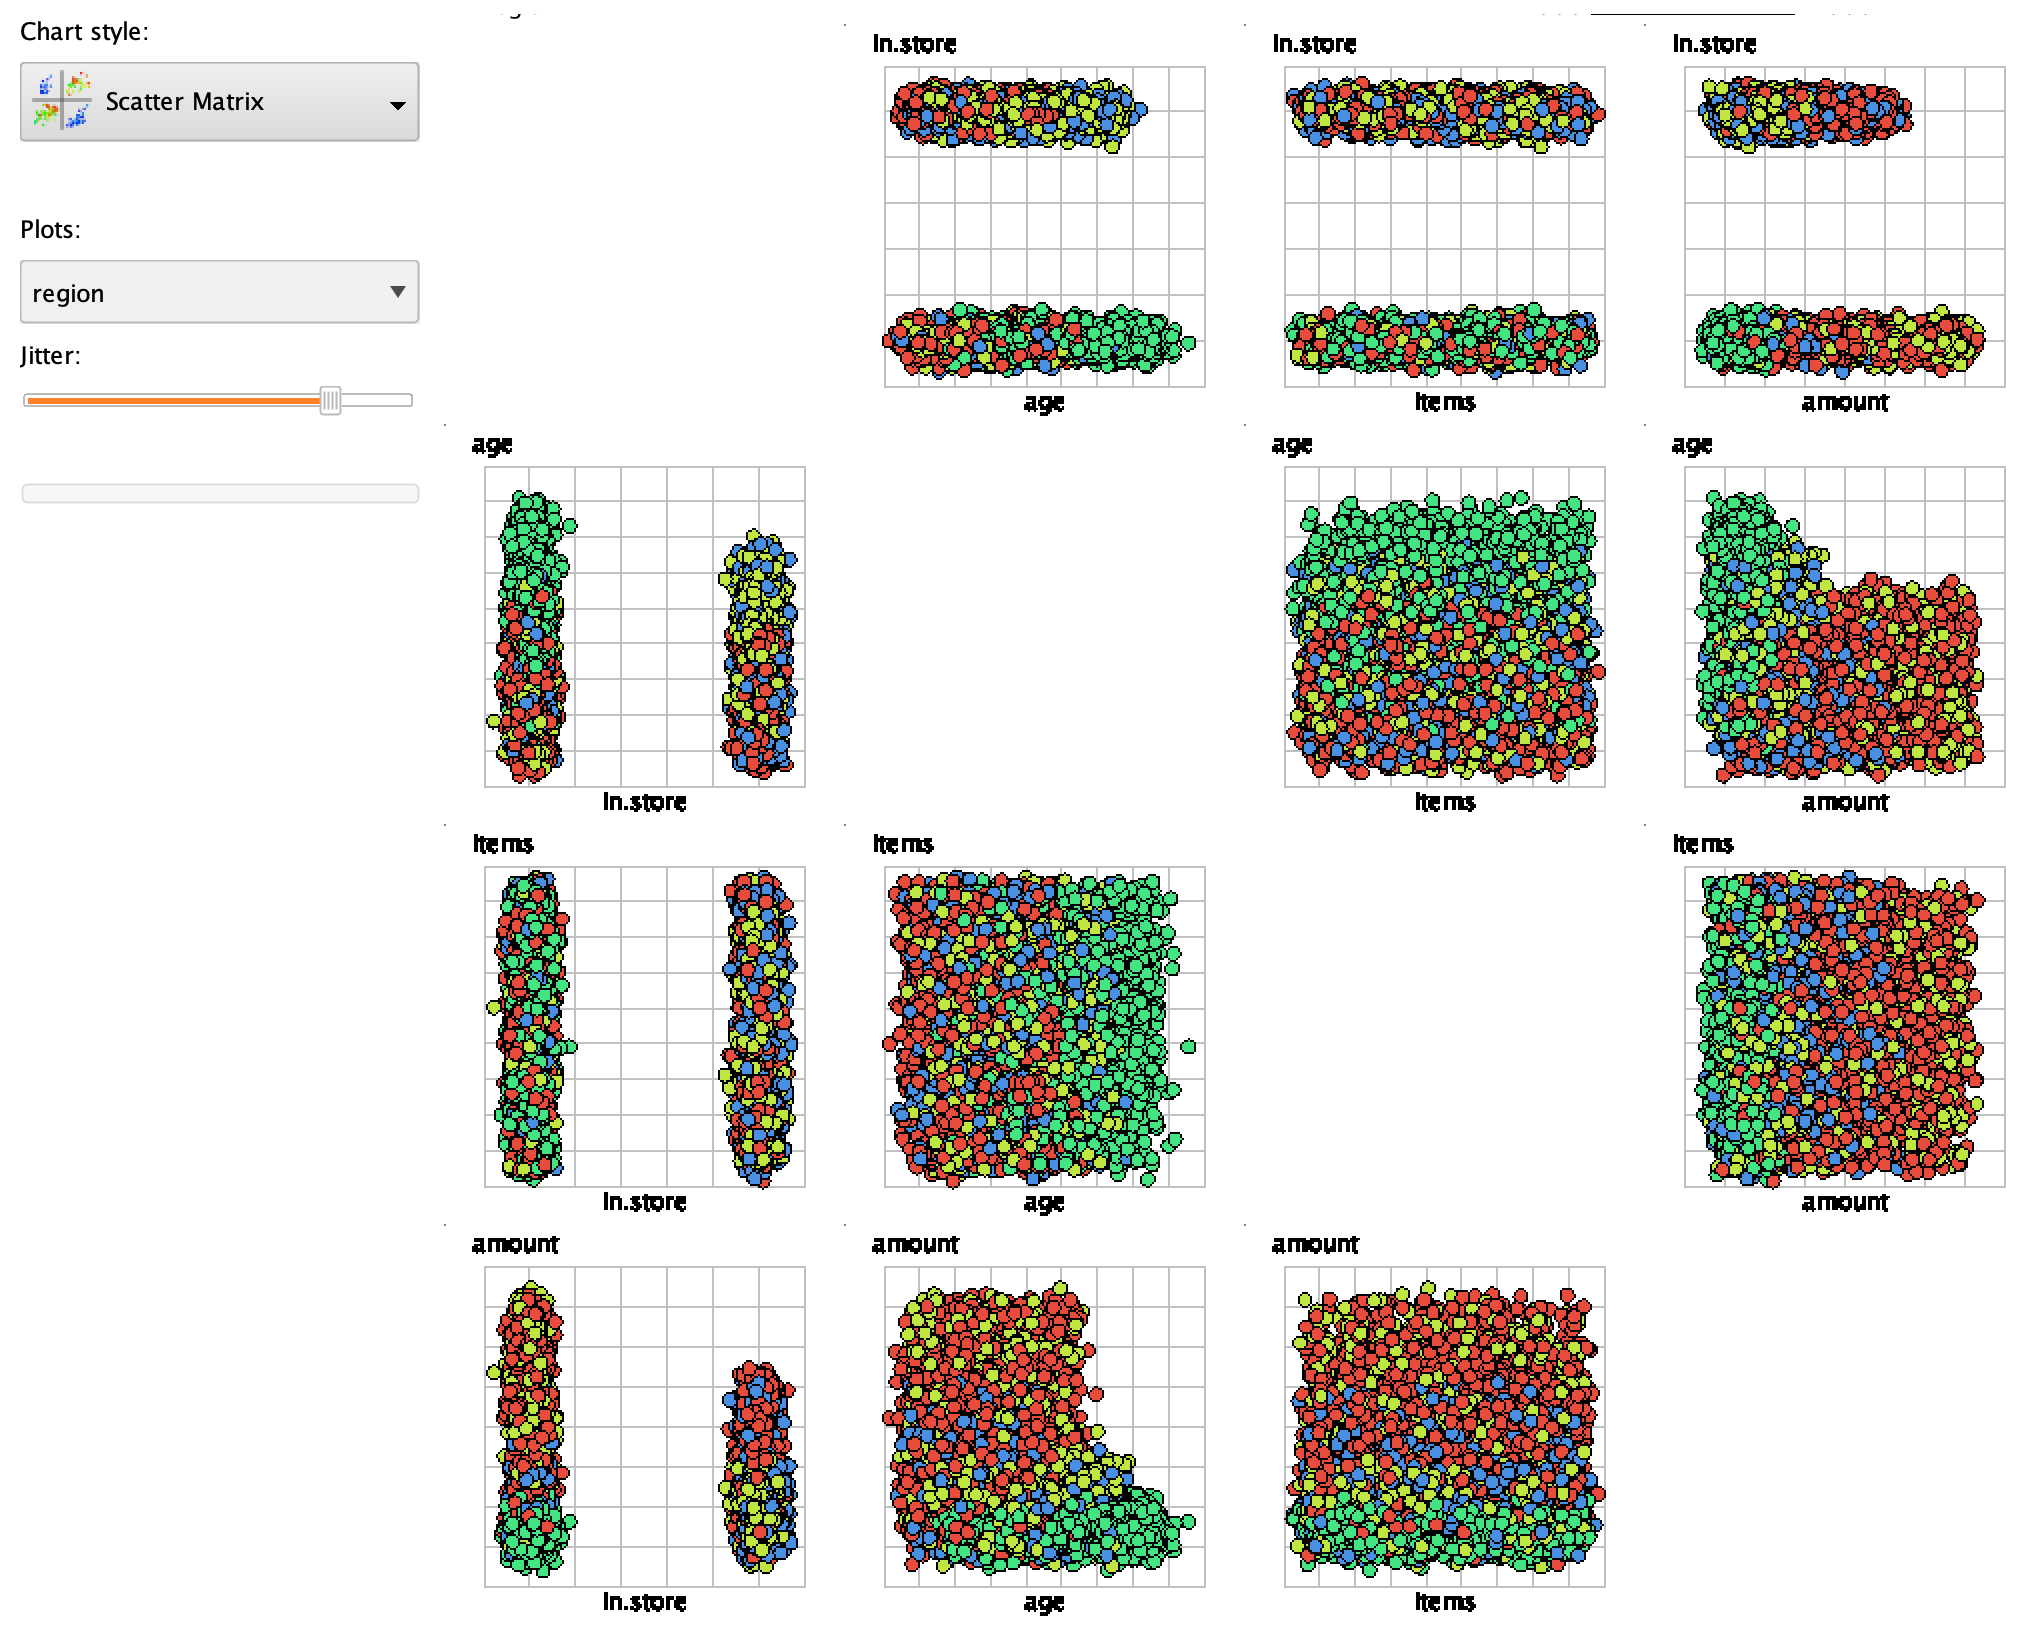 Chart style:
Scatter Matrix
Plots:
region
Jitter:
in.store
in.store
in.store
age
items
amount
age
age
age
in.store
items
amount
items
items
items
in.store
age
amount
amount
amount
amount
in.store
age
items